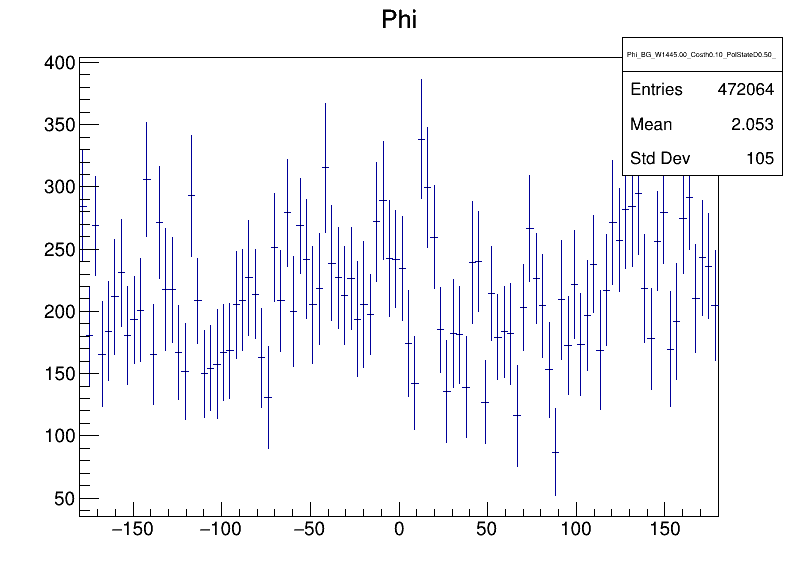 Phi
Phi_BG_W1445.00_Costh0.10_PolStateD0.50_
Entries 472064
Mean 2.053
Std Dev 105
400
350
300
250
200
150
100
50
−150 −100 −50 0 50 100 150